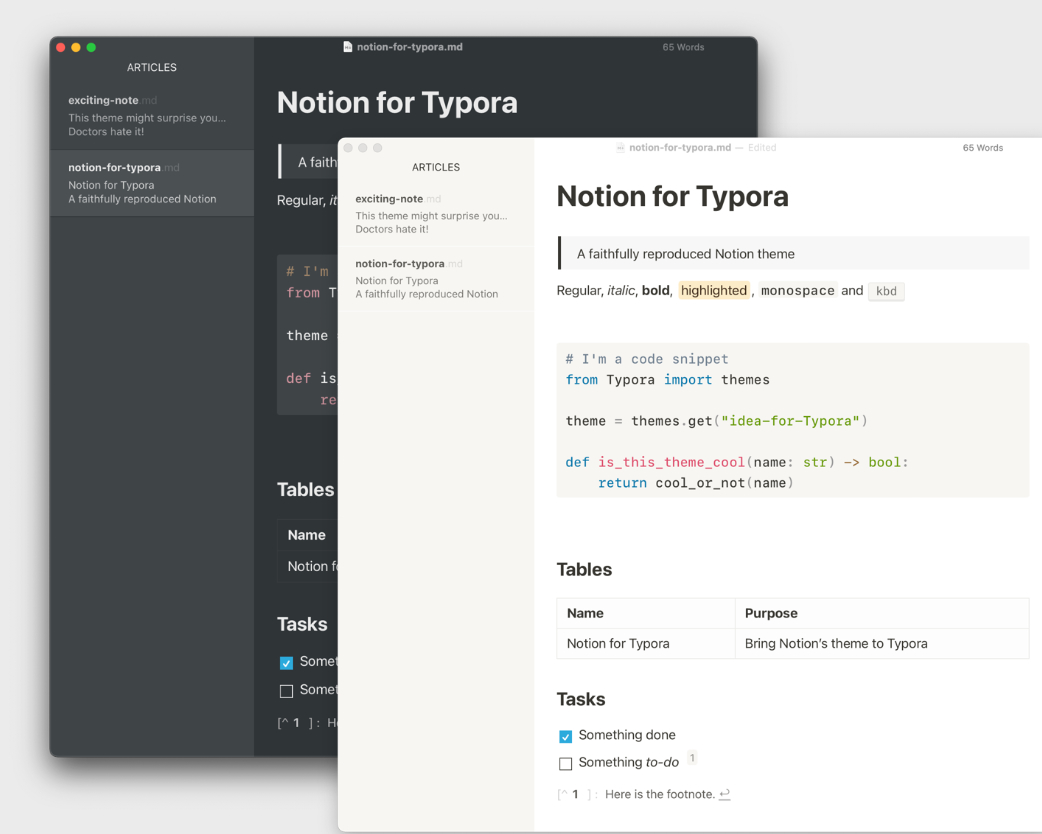 notion-for-typora.md
65 Words
ARTICLES
exciting-note.md
This theme might surprise you...
Doctors hate it!
notion-for-typora.md
Notion for Typora
A faithfully reproduced Notion
Notion for Typora
A faith
Regular, it
# I'm
from T
theme
def is
re
Tables
Name
Notion f
Tasks
Somet
Somet
[^ 1 ]: He
notion-for-typora.md — Edited
65 Words
ARTICLES
exciting-note.md
This theme might surprise you...
Doctors hate it!
notion-for-typora.md
Notion for Typora
A faithfully reproduced Notion
Notion for Typora
A faithfully reproduced Notion theme
Regular, italic, bold, highlighted, monospace and kbd
# I'm a code snippet
from Typora import themes
theme = themes.get("idea-for-Typora")
def is_this_theme_cool(name: str) -> bool:
    return cool_or_not(name)
Tables
Name Purpose
Notion for Typora Bring Notion's theme to Typora
Tasks
Something done
Something to-do 1
[^ 1 ]: Here is the footnote. ↩